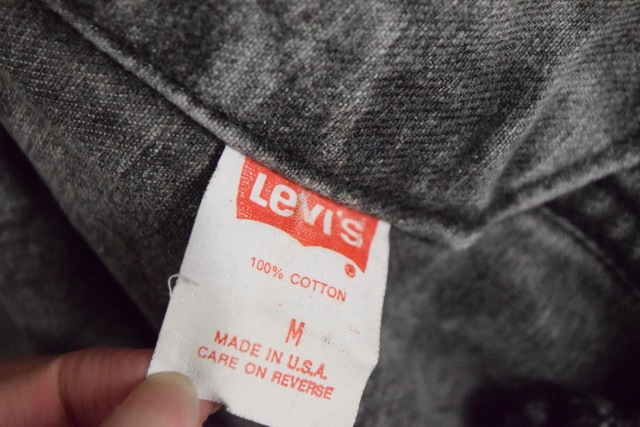 Levi's
100% COTTON
M
MADE IN U.S.A.
CARE ON REVERSE